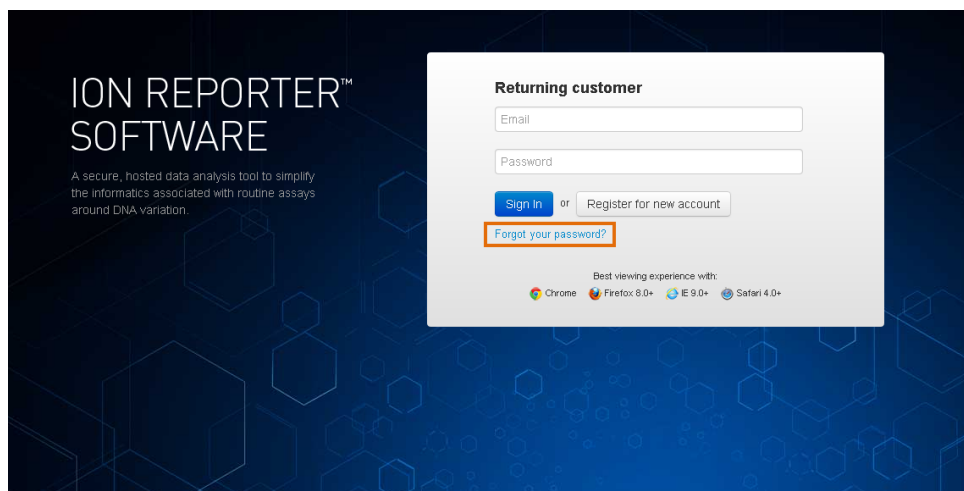 ION REPORTER™
SOFTWARE
A secure, hosted data analysis tool to simplify
the informatics associated with routine assays
around DNA variation.
Returning customer
Email
Password
Sign In or Register for new account
Forgot your password?
Best viewing experience with:
Chrome Firefox 8.0+ IE 9.0+ Safari 4.0+